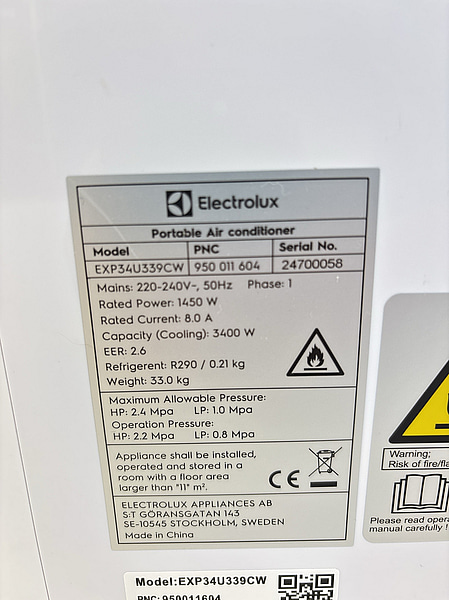 Electrolux
Portable Air conditioner
Model PNC Serial No.
EXP34U339CW 950 011 604 24700058
Mains: 220-240V~, 50Hz Phase: 1
Rated Power: 1450 W
Rated Current: 8.0 A
Capacity (Cooling): 3400 W
EER: 2.6
Refrigerent: R290 / 0.21 kg
Weight: 33.0 kg
Maximum Allowable Pressure:
HP: 2.4 Mpa LP: 1.0 Mpa
Operation Pressure:
HP: 2.2 Mpa LP: 0.8 Mpa
Appliance shall be installed,
operated and stored in a
room with a floor area
larger than "11" m².
CE
ELECTROLUX APPLIANCES AB
S:T GÖRANSGATAN 143
SE-10545 STOCKHOLM, SWEDEN
Made in China
Warning;
Risk of fire/fla
Please read opera
manual carefully !
Model:EXP34U339CW
PNC: 950011604